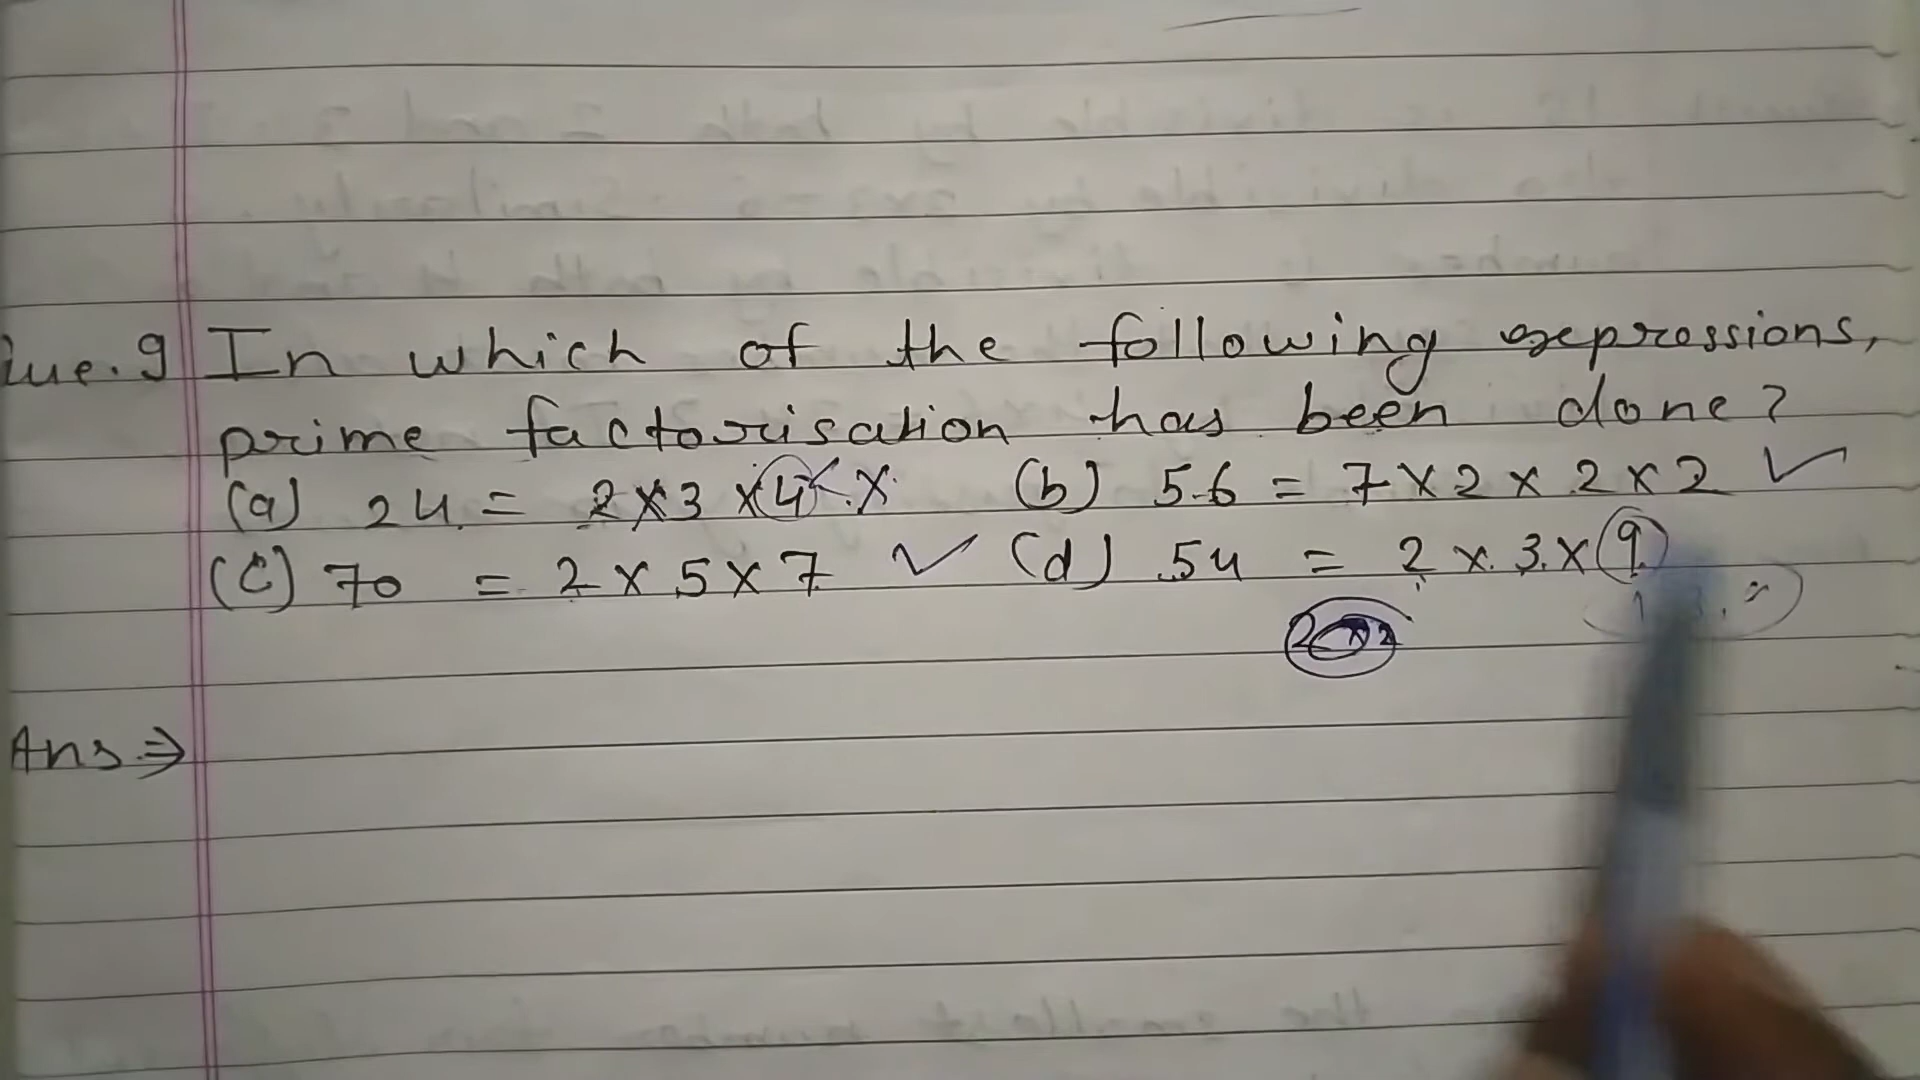 Que.9 In which of the following expressions,
prime factorisation has been done?
(a) 24 = 2 x 3 x 4 x (b) 56 = 7 x 2 x 2 x 2 ✓
(c) 70 = 2 x 5 x 7 ✓ (d) 54 = 2 x 3 x 9
Ans ⇒